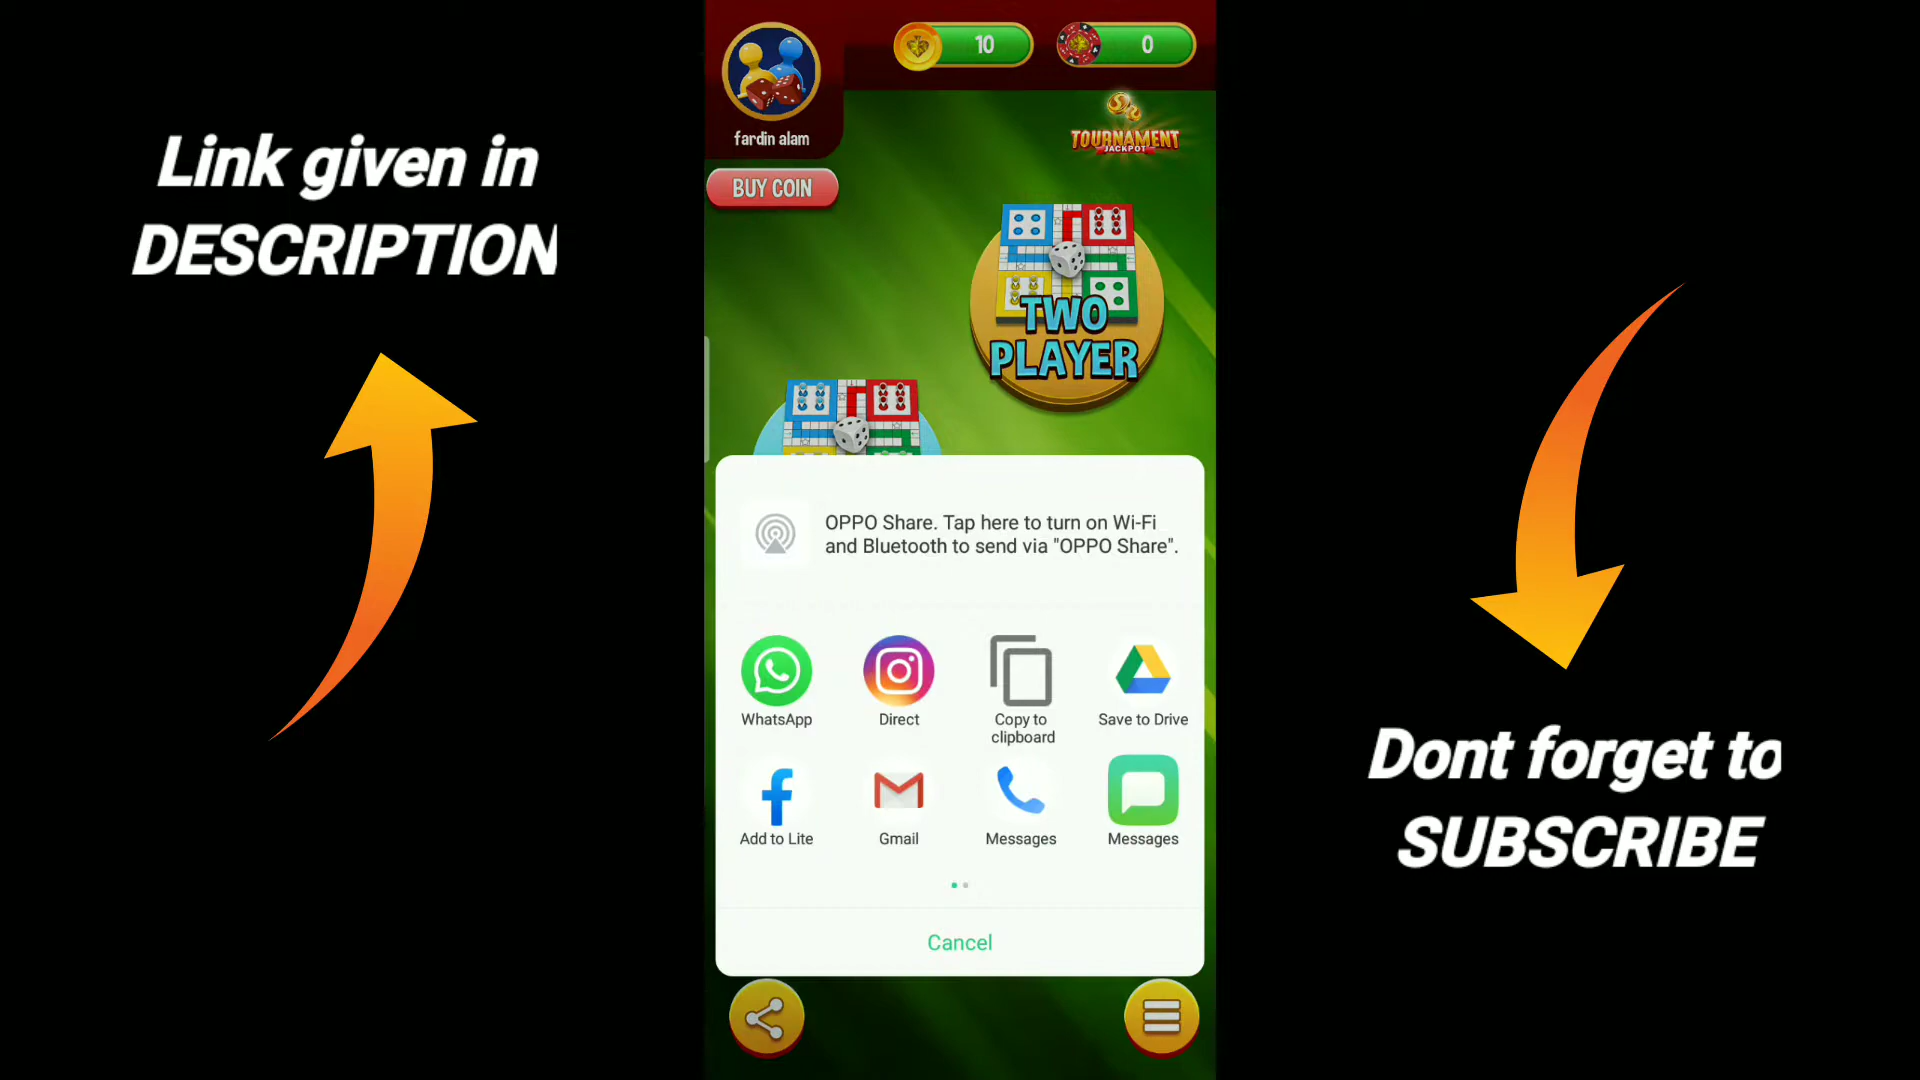 Link given in
DESCRIPTION
fardin alam
10
0
TOURNAMENT
JACKPOT
BUY COIN
TWO
PLAYER
OPPO Share. Tap here to turn on Wi-Fi
and Bluetooth to send via "OPPO Share".
WhatsApp
Direct
Copy to
clipboard
Save to Drive
Add to Lite
Gmail
Messages
Messages
Cancel
Dont forget to
SUBSCRIBE